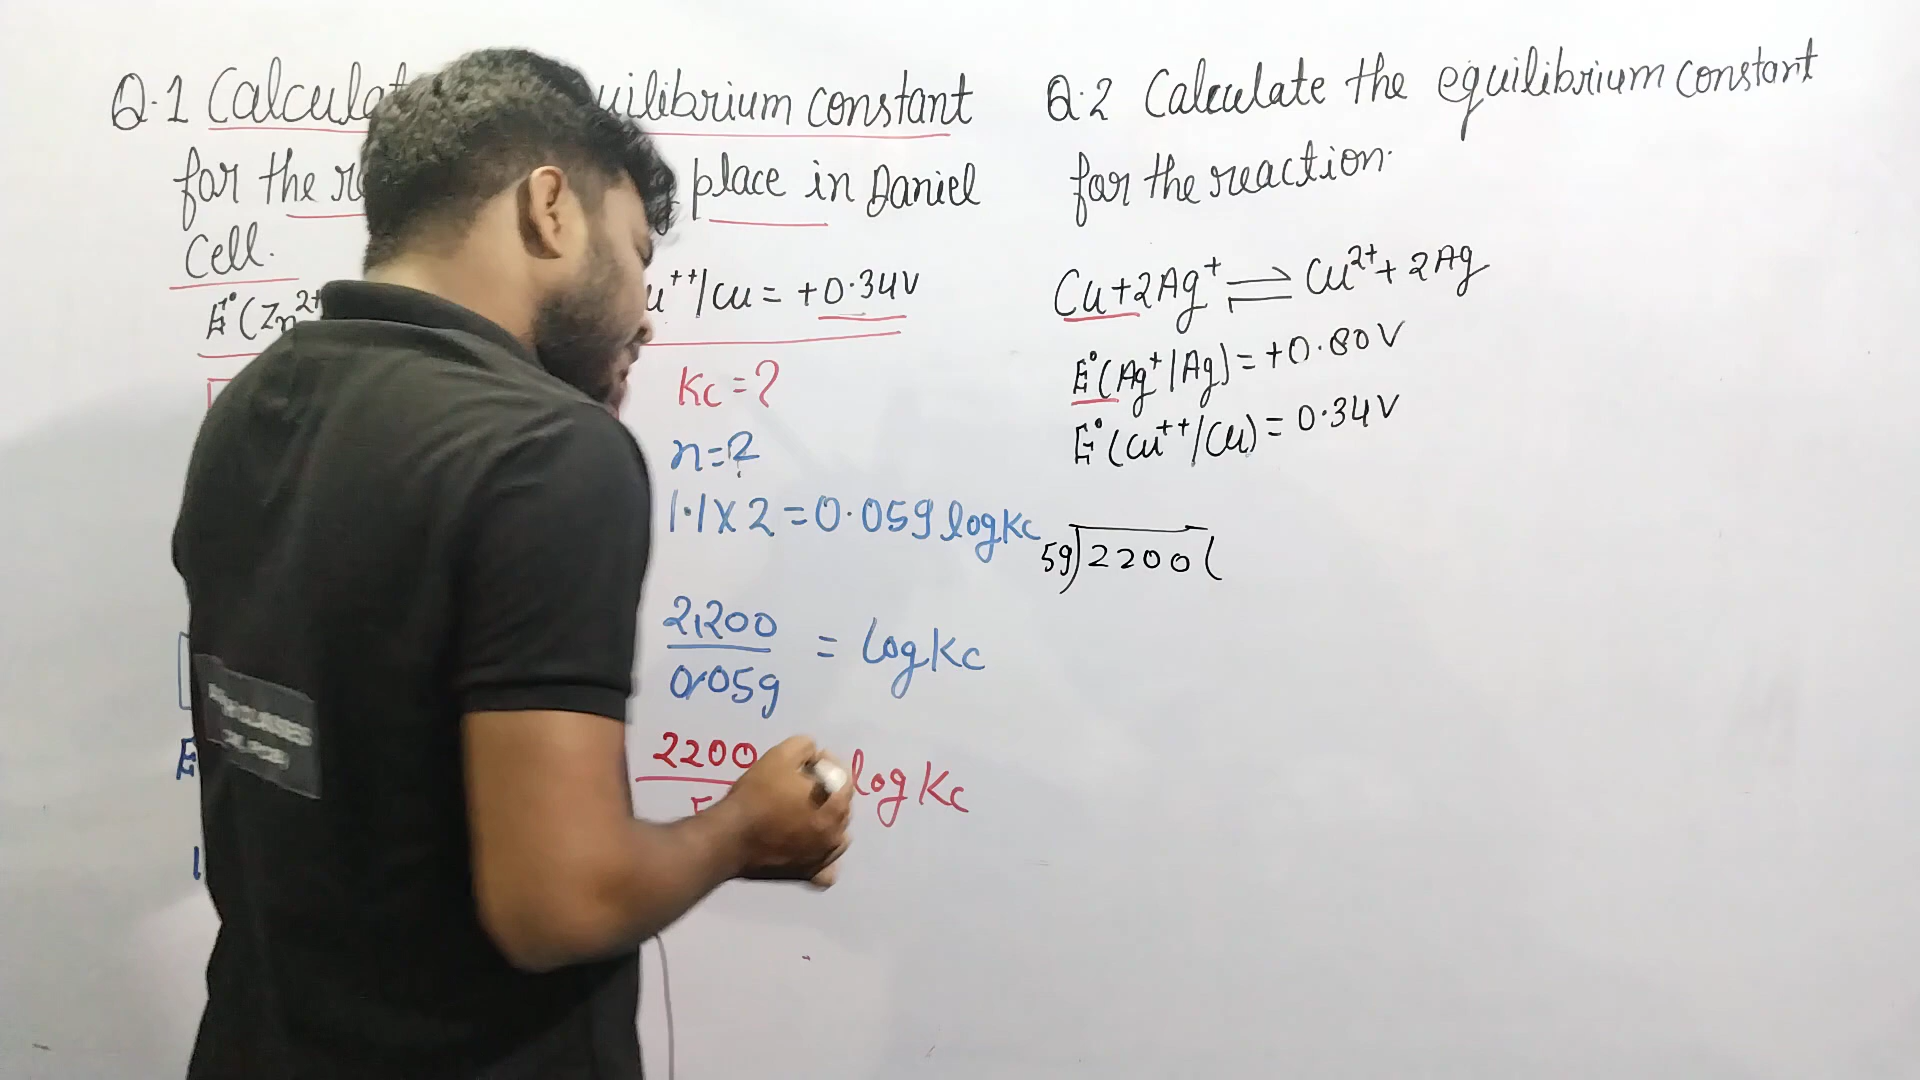 Q.1 Calculat uilibrium constant
for the re place in Daniel
Cell.
E°(Zn2+ u++/Cu = +0.34V
Kc = ?
n=2
1.1 x 2 = 0.059 log Kc
2.200
0.059
= log Kc
2200
log Kc
E
Q.2 Calculate the equilibrium constant
for the reaction.
Cu + 2Ag+ ⇌ Cu2+ + 2Ag
E°(Ag+ | Ag) = +0.80V
E°(Cu++/Cu) = 0.34V
59)2200(